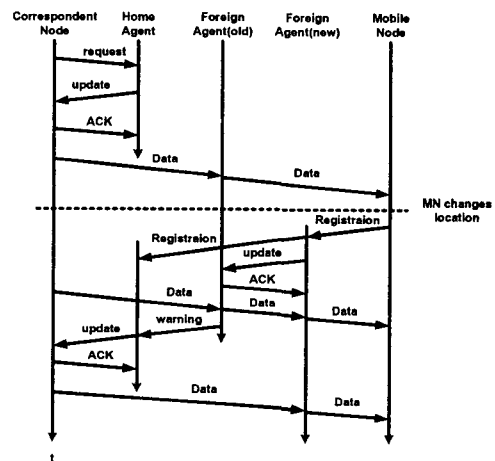 Correspondent Node
Home Agent
Foreign Agent(old)
Foreign Agent(new)
Mobile Node
request
update
ACK
Data
Data
MN changes location
Registraion
Registraion
update
ACK
Data
Data
Data
warning
update
ACK
Data
Data
t